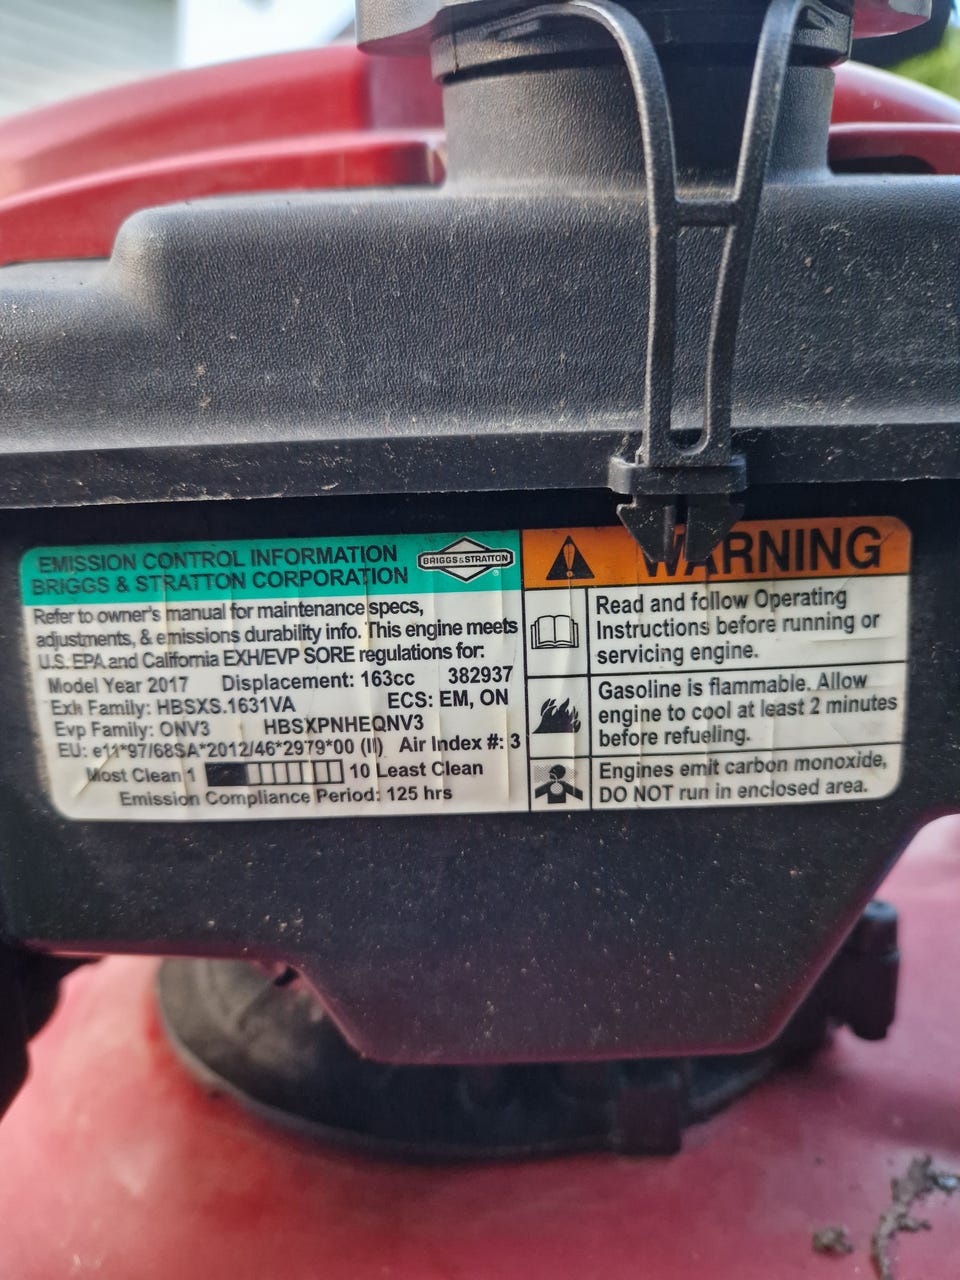 EMISSION CONTROL INFORMATION
BRIGGS & STRATTON CORPORATION
BRIGGS & STRATTON
®
Refer to owner's manual for maintenance specs,
adjustments, & emissions durability info. This engine meets
U.S. EPA and California EXH/EVP SORE regulations for:
Model Year 2017 Displacement: 163cc 382937
Exh Family: HBSXS.1631VA ECS: EM, ON
Evp Family: ONV3 HBSXPNHEQNV3
EU: e11*97/68SA*2012/46*2979*00 (II) Air Index #: 3
Most Clean 1 10 Least Clean
Emission Compliance Period: 125 hrs
WARNING
Read and follow Operating
Instructions before running or
servicing engine.
Gasoline is flammable. Allow
engine to cool at least 2 minutes
before refueling.
Engines emit carbon monoxide,
DO NOT run in enclosed area.